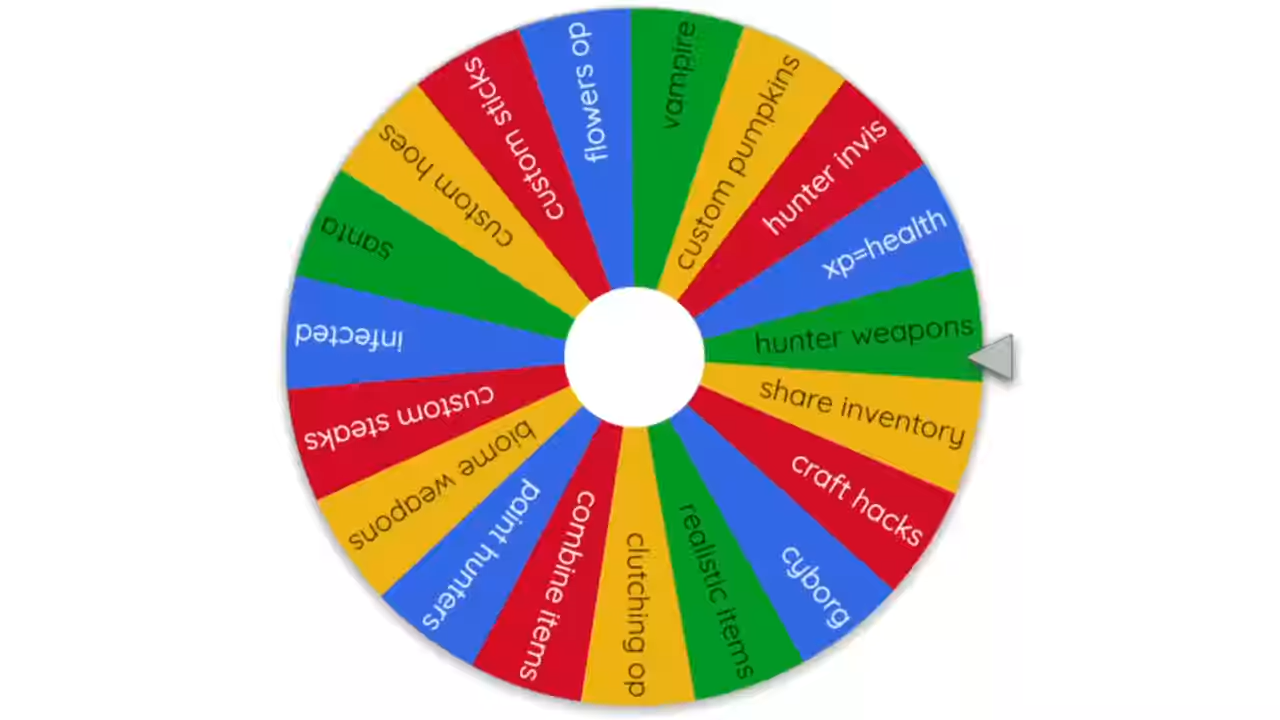 vampire
custom pumpkins
hunter invis
xp=health
hunter weapons
share inventory
craft hacks
cyborg
realistic items
clutching op
combine items
paint hunters
biome weapons
custom steaks
infected
santa
custom hoes
custom sticks
flowers op